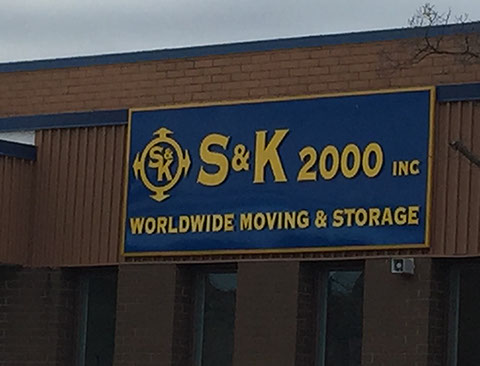 S&K
S&K 2000 INC
WORLDWIDE MOVING & STORAGE